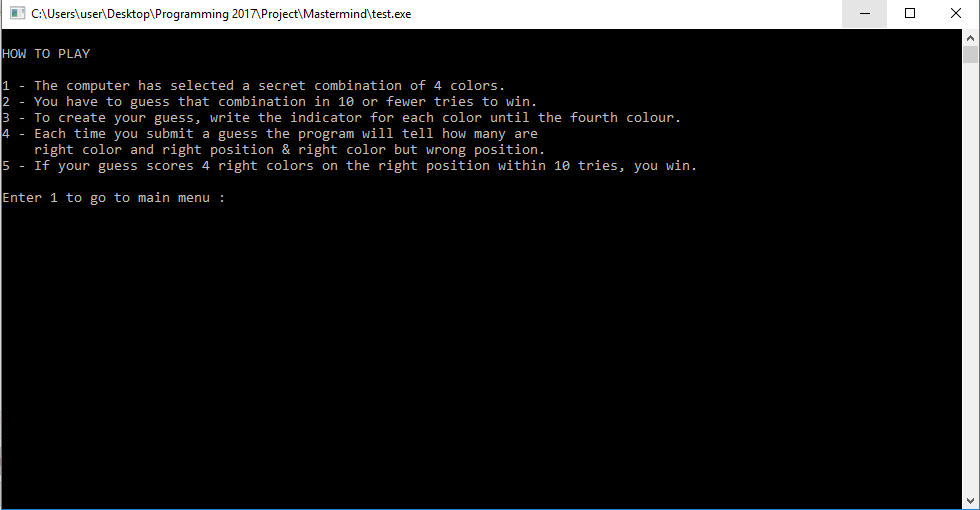 C:\Users\user\Desktop\Programming 2017\Project\Mastermind\test.exe
HOW TO PLAY
1 - The computer has selected a secret combination of 4 colors.
2 - You have to guess that combination in 10 or fewer tries to win.
3 - To create your guess, write the indicator for each color until the fourth colour.
4 - Each time you submit a guess the program will tell how many are
right color and right position & right color but wrong position.
5 - If your guess scores 4 right colors on the right position within 10 tries, you win.
Enter 1 to go to main menu :